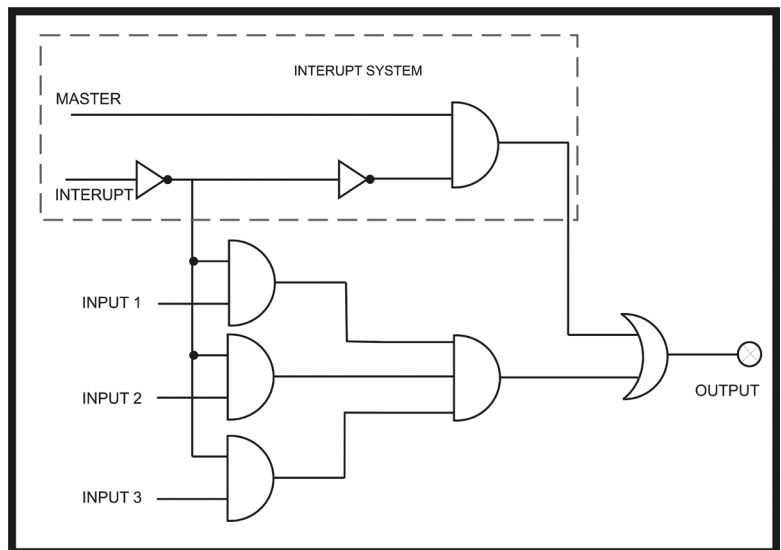 INTERUPT SYSTEM
MASTER
INTERUPT
INPUT 1
INPUT 2
OUTPUT
INPUT 3